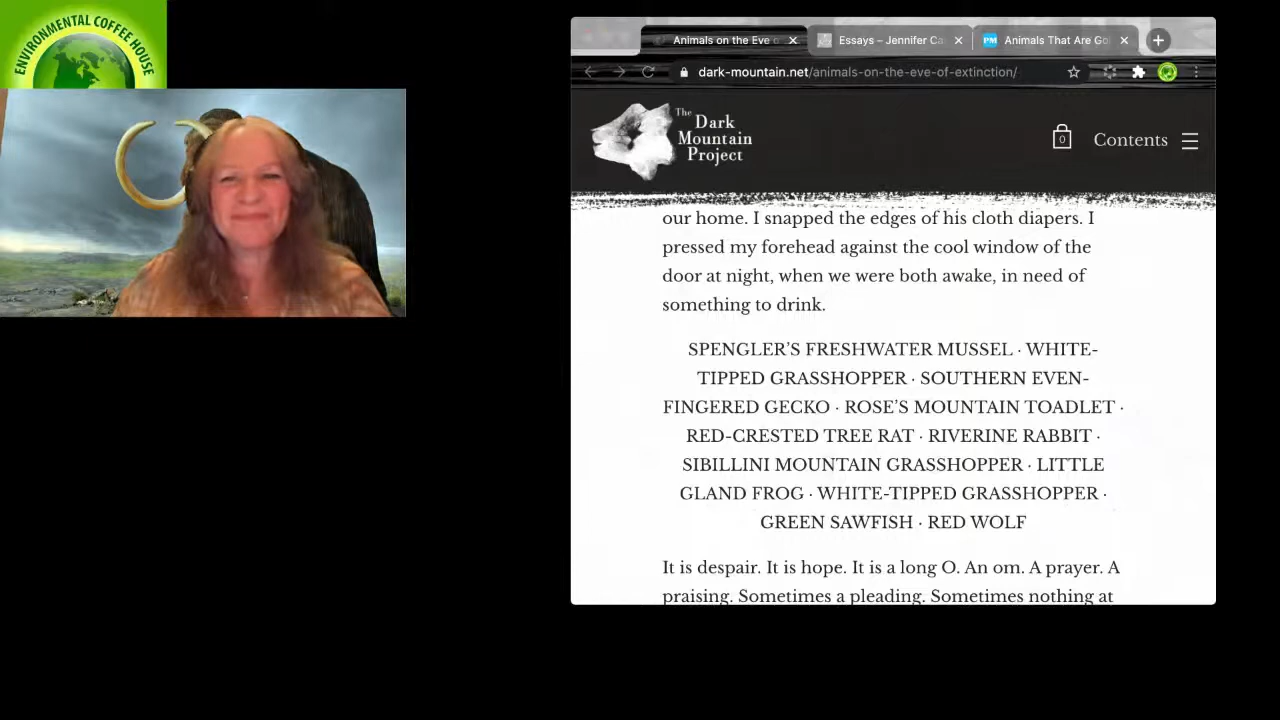 ENVIRONMENTAL COFFEE HOUSE
Animals on the Eve o
Essays – Jennifer Ca
PM
Animals That Are Go
dark-mountain.net/animals-on-the-eve-of-extinction/
The
Dark
Mountain
Project
0
Contents
our home. I snapped the edges of his cloth diapers. I
pressed my forehead against the cool window of the
door at night, when we were both awake, in need of
something to drink.
SPENGLER’S FRESHWATER MUSSEL · WHITE-
TIPPED GRASSHOPPER · SOUTHERN EVEN-
FINGERED GECKO · ROSE’S MOUNTAIN TOADLET ·
RED-CRESTED TREE RAT · RIVERINE RABBIT ·
SIBILLINI MOUNTAIN GRASSHOPPER · LITTLE
GLAND FROG · WHITE-TIPPED GRASSHOPPER ·
GREEN SAWFISH · RED WOLF
It is despair. It is hope. It is a long O. An om. A prayer. A
praising. Sometimes a pleading. Sometimes nothing at